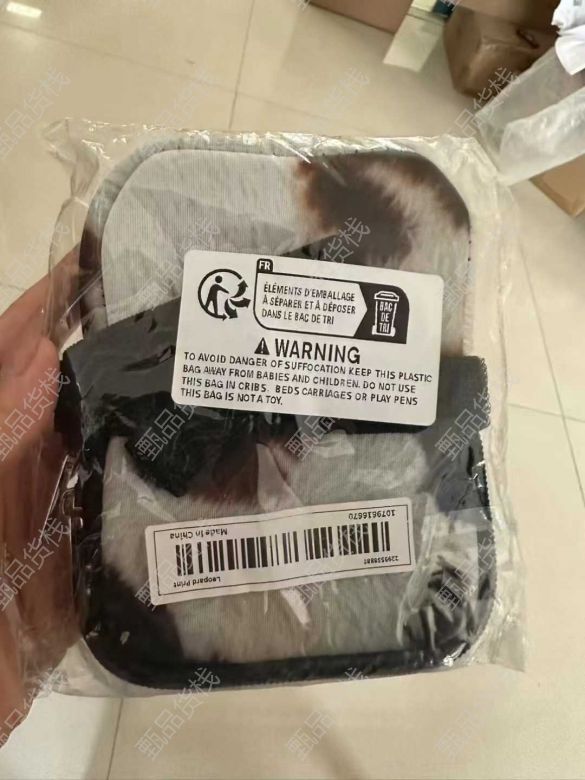 FR
ÉLÉMENTS D'EMBALLAGE
À SÉPARER ET À DÉPOSER
DANS LE BAC DE TRI
BAC
DE
TRI
⚠ WARNING
TO AVOID DANGER OF SUFFOCATION KEEP THIS PLASTIC
BAG AWAY FROM BABIES AND CHILDREN. DO NOT USE
THIS BAG IN CRIBS. BEDS CARRIAGES OR PLAY PENS
THIS BAG IS NOT A TOY.
Leopard Print
Made In China
1079616670
甄品货栈